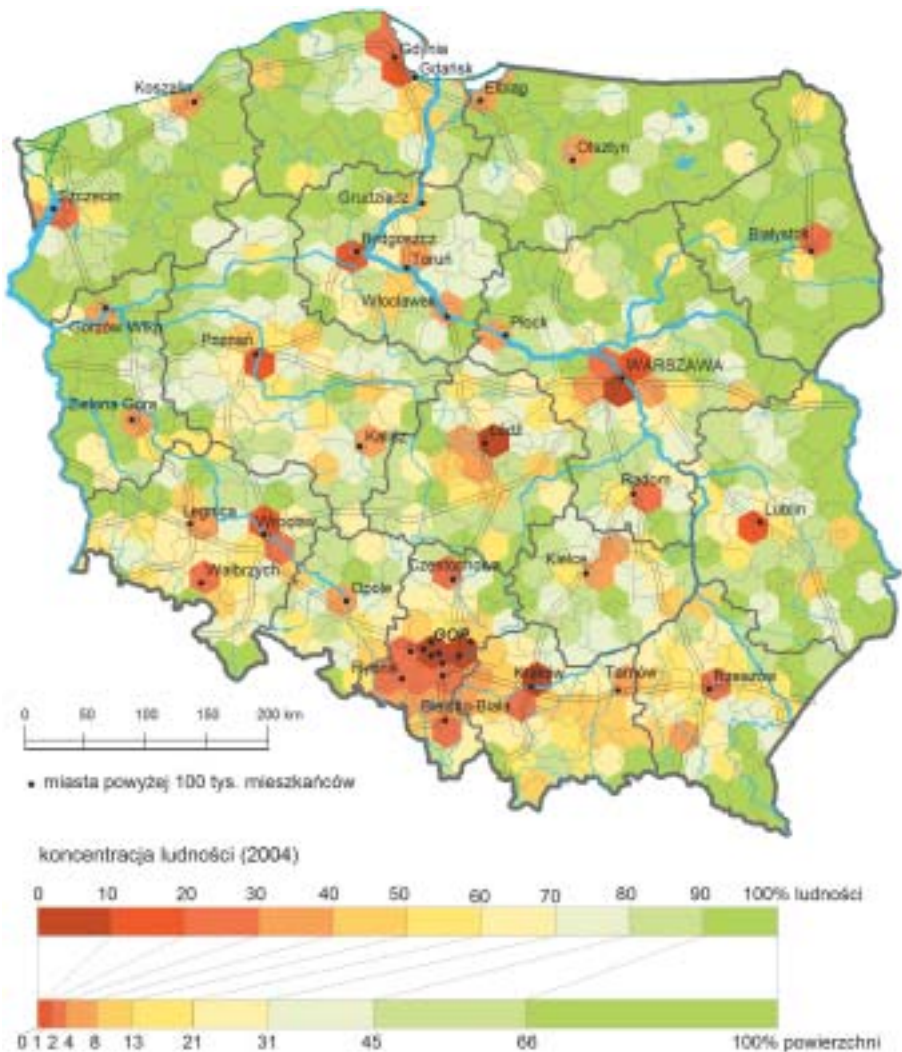 Gdynia
Gdańsk
Koszalin
Elbląg
Olsztyn
Szczecin
Grudziądz
Bydgoszcz
Białystok
Toruń
Włocławek
Gorzów Wlkp.
Płock
Poznań
WARSZAWA
Zielona Góra
Kalisz
Łódź
Radom
Legnica
Wrocław
Lublin
Wałbrzych
Częstochowa
Kielce
Opole
GOP
Rybnik
Kraków
Tarnów
Rzeszów
Bielsko-Biała
0 50 100 150 200 km
• miasta powyżej 100 tys. mieszkańców
koncentracja ludności (2004)
0 10 20 30 40 50 60 70 80 90 100% ludności
0 1 2 4 8 13 21 31 45 66 100% powierzchni